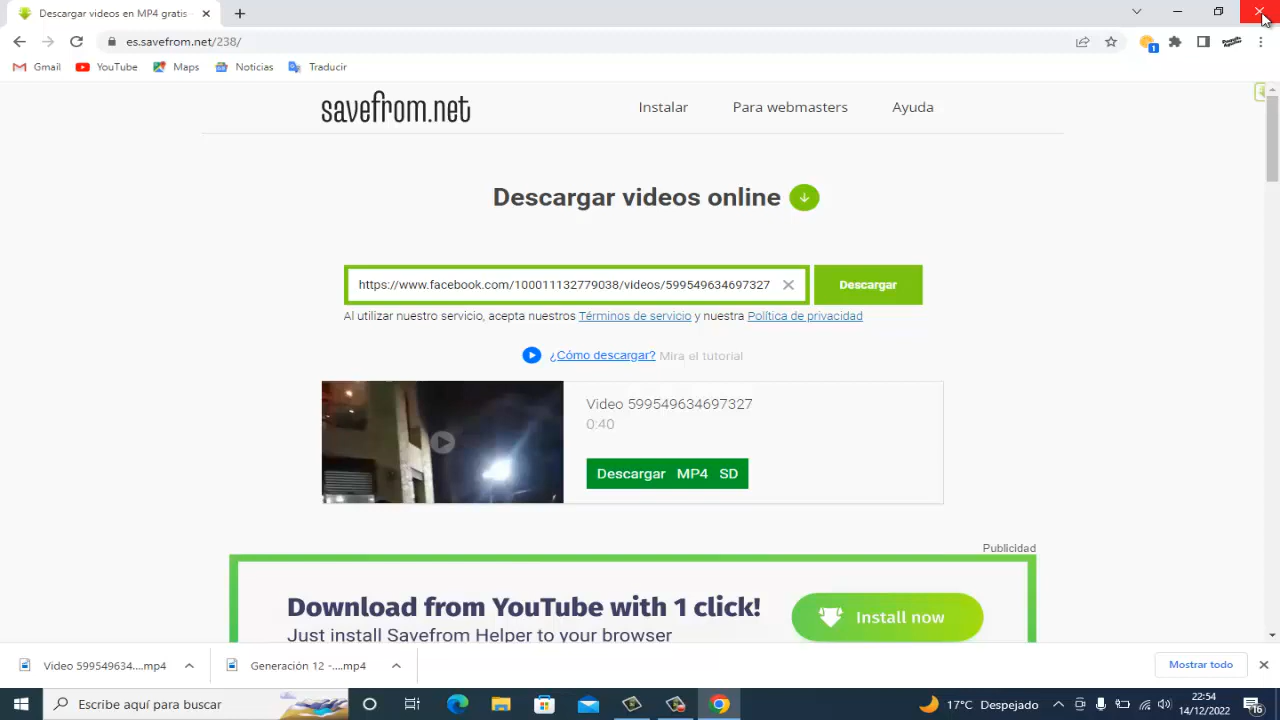 Descargar videos en MP4 gratis
es.savefrom.net/238/
1
Gmail YouTube Maps Noticias Traducir
savefrom.net Instalar Para webmasters Ayuda
Descargar videos online
https://www.facebook.com/100011132779038/videos/599549634697327 Descargar
Al utilizar nuestro servicio, acepta nuestros Términos de servicio y nuestra Política de privacidad
¿Cómo descargar? Mira el tutorial
Video 599549634697327
0:40
Descargar MP4 SD
Publicidad
Download from YouTube with 1 click!
Install now
Just install Savefrom Helper to your browser
Video 599549634....mp4 Generación 12 -....mp4 Mostrar todo
Escribe aquí para buscar 17°C Despejado 22:54
14/12/2022
16